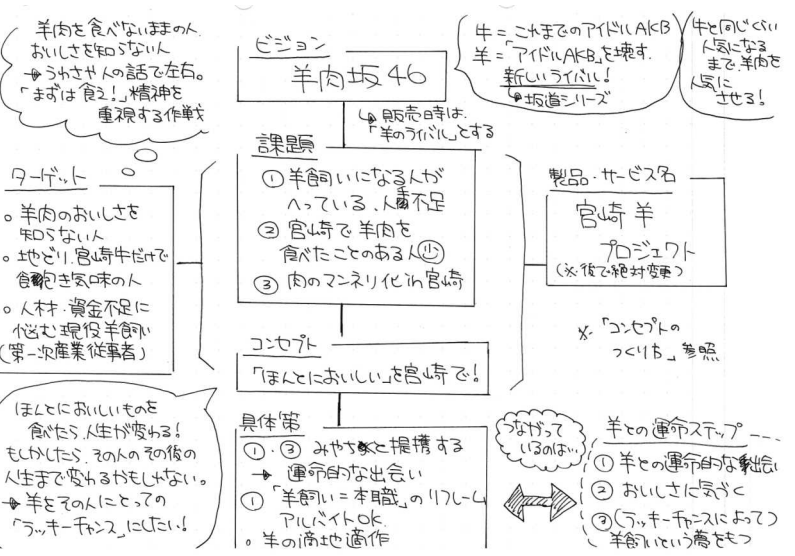 羊肉を食べないままの人.
おいしさを知らない人
→うわさや人の話で左右。
「まずは食え!」精神を
重視する作戦
ビジョン
羊肉坂46
↳販売日時は、
「羊のライバル」とする
牛=これまでのアイドルAKB
羊=「アイドルAKB」を壊す.
新しいライバル!
↳坂道シリーズ
牛と同じくらい
人気になる
まで、羊肉を
人気に
させる!
ターゲット
○ 羊肉のおいしさを
知らない人
○ 地どり、宮崎牛だけで
飽き気味の人
○ 人材・資金不足に
悩む現役羊飼い
(第一次産業従事者)
課題
① 羊飼いになる人が
へっている、人手不足
② 宮崎で羊肉を
食べたことのある人
③ 肉のマンネリ化in宮崎
製品・サービス名
宮崎羊
プロジェクト
(※後で絶対変更)
※「コンセプトの
つくり方」参照
コンセプト
「ほんとにおいしい」を宮崎で!
ほんとにおいしいものを
食べたら、人生が変わる!
もしかしたら、その人のその後の
人生まで変わるかもしれない。
→羊をその人にとっての
「ラッキーチャンス」にしたい!
具体策
①・③ みやちくと提携する
→ 運命的な出会い
① 「羊飼い=本職」のリフレーム
アルバイトOK.
○ 羊の適地適作
つながって
いるのは…
羊との運命ステップ
① 羊との運命的な出会い
② おいしさに気づく
③ (ラッキーチャンスによって)
羊飼いという夢をもつ